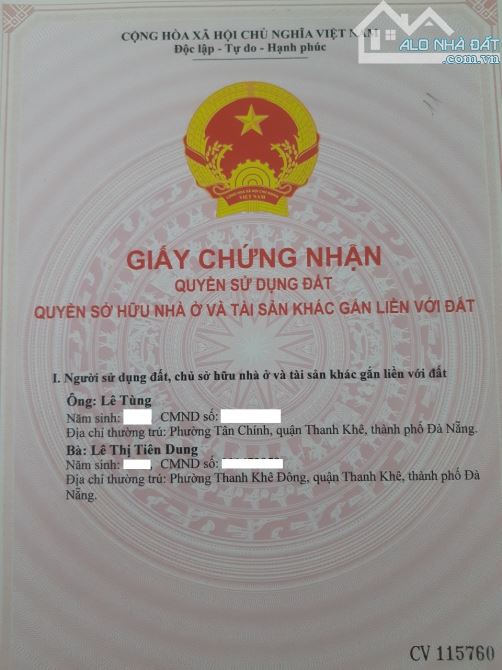 CỘNG HÒA XÃ HỘI CHỦ NGHĨA VIỆT NAM
Độc lập - Tự do - Hạnh phúc
ALO NHÀ ĐẤT
.com.vn
VIỆT NAM
GIẤY CHỨNG NHẬN
QUYỀN SỬ DỤNG ĐẤT
QUYỀN SỞ HỮU NHÀ Ở VÀ TÀI SẢN KHÁC GẮN LIỀN VỚI ĐẤT
I. Người sử dụng đất, chủ sở hữu nhà ở và tài sản khác gắn liền với đất
Ông: Lê Tùng
Năm sinh: , CMND số:
Địa chỉ thường trú: Phường Tân Chính, quận Thanh Khê, thành phố Đà Nẵng.
Bà: Lê Thị Tiên Dung
Năm sinh: , CMND số:
Địa chỉ thường trú: Phường Thanh Khê Đông, quận Thanh Khê, thành phố Đà
Nẵng.
CV 115760